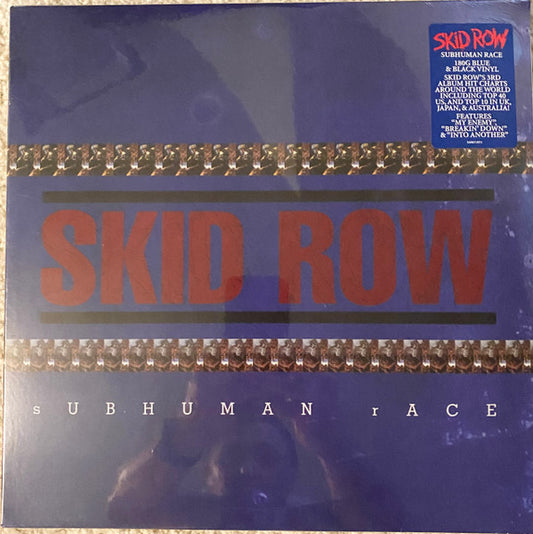 SKID ROW
SUBHUMAN RACE
180G BLUE
& BLACK VINYL
SKID ROW'S 3RD
ALBUM HIT CHARTS
AROUND THE WORLD
INCLUDING TOP 40
US, AND TOP 10 IN UK,
JAPAN, & AUSTRALIA!
FEATURES
"MY ENEMY",
"BREAKIN' DOWN"
& "INTO ANOTHER"
SKID ROW
sUBHUMAN rACE